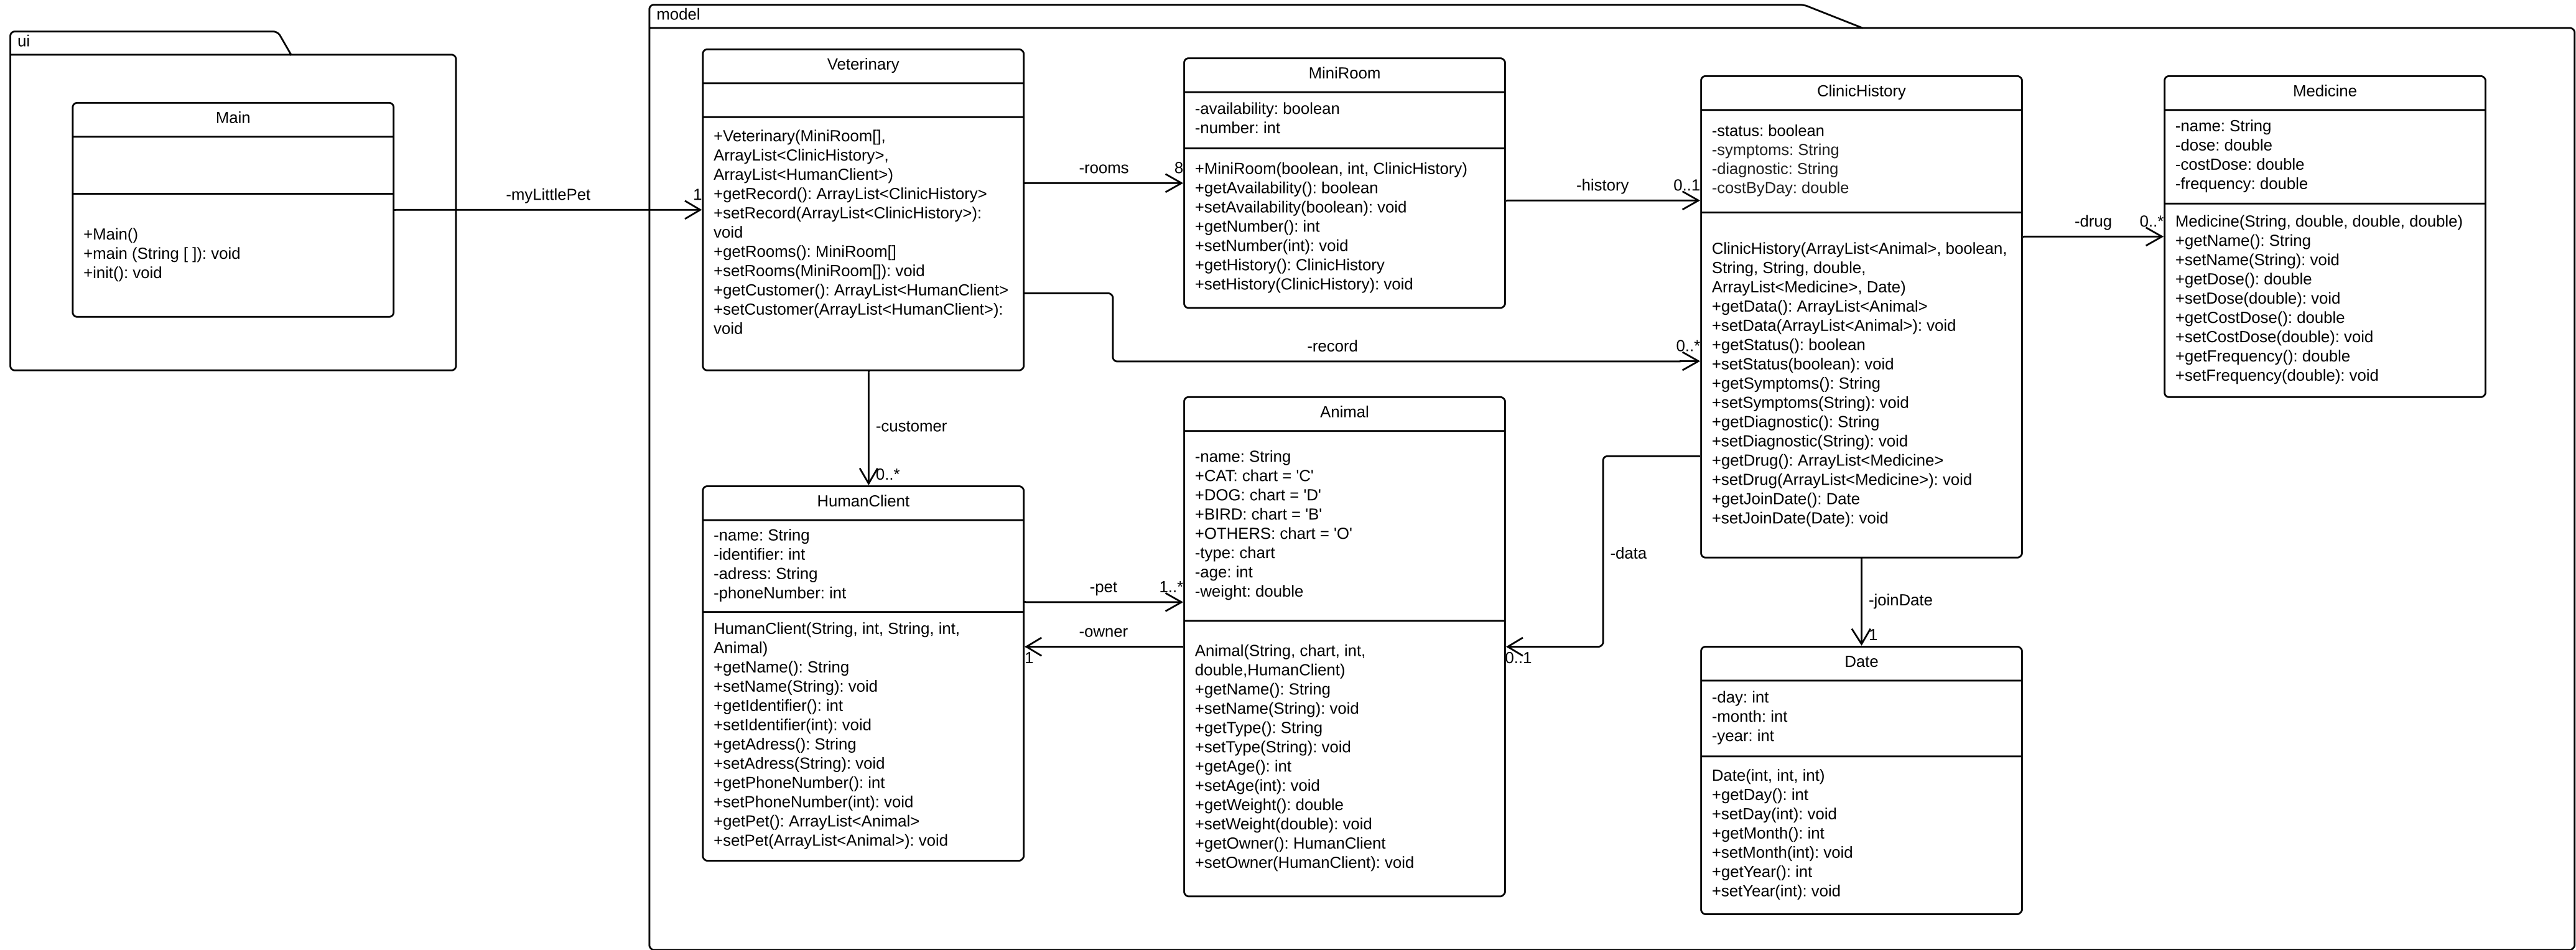 ui
Main
+Main()
+main (String [ ]): void
+init(): void
-myLittlePet
1
model
Veterinary
+Veterinary(MiniRoom[],
ArrayList<ClinicHistory>,
ArrayList<HumanClient>)
+getRecord(): ArrayList<ClinicHistory>
+setRecord(ArrayList<ClinicHistory>):
void
+getRooms(): MiniRoom[]
+setRooms(MiniRoom[]): void
+getCustomer(): ArrayList<HumanClient>
+setCustomer(ArrayList<HumanClient>):
void
-rooms
8
MiniRoom
-availability: boolean
-number: int
+MiniRoom(boolean, int, ClinicHistory)
+getAvailability(): boolean
+setAvailability(boolean): void
+getNumber(): int
+setNumber(int): void
+getHistory(): ClinicHistory
+setHistory(ClinicHistory): void
-history
0..1
-record
0..*
ClinicHistory
-status: boolean
-symptoms: String
-diagnostic: String
-costByDay: double
ClinicHistory(ArrayList<Animal>, boolean,
String, String, double,
ArrayList<Medicine>, Date)
+getData(): ArrayList<Animal>
+setData(ArrayList<Animal>): void
+getStatus(): boolean
+setStatus(boolean): void
+getSymptoms(): String
+setSymptoms(String): void
+getDiagnostic(): String
+setDiagnostic(String): void
+getDrug(): ArrayList<Medicine>
+setDrug(ArrayList<Medicine>): void
+getJoinDate(): Date
+setJoinDate(Date): void
-drug
0..*
Medicine
-name: String
-dose: double
-costDose: double
-frequency: double
Medicine(String, double, double, double)
+getName(): String
+setName(String): void
+getDose(): double
+setDose(double): void
+getCostDose(): double
+setCostDose(double): void
+getFrequency(): double
+setFrequency(double): void
-customer
0..*
HumanClient
-name: String
-identifier: int
-adress: String
-phoneNumber: int
HumanClient(String, int, String, int,
Animal)
+getName(): String
+setName(String): void
+getIdentifier(): int
+setIdentifier(int): void
+getAdress(): String
+setAdress(String): void
+getPhoneNumber(): int
+setPhoneNumber(int): void
+getPet(): ArrayList<Animal>
+setPet(ArrayList<Animal>): void
-pet
1..*
-owner
1
Animal
-name: String
+CAT: chart = 'C'
+DOG: chart = 'D'
+BIRD: chart = 'B'
+OTHERS: chart = 'O'
-type: chart
-age: int
-weight: double
Animal(String, chart, int,
double,HumanClient)
+getName(): String
+setName(String): void
+getType(): String
+setType(String): void
+getAge(): int
+setAge(int): void
+getWeight(): double
+setWeight(double): void
+getOwner(): HumanClient
+setOwner(HumanClient): void
-data
0..1
-joinDate
1
Date
-day: int
-month: int
-year: int
Date(int, int, int)
+getDay(): int
+setDay(int): void
+getMonth(): int
+setMonth(int): void
+getYear(): int
+setYear(int): void